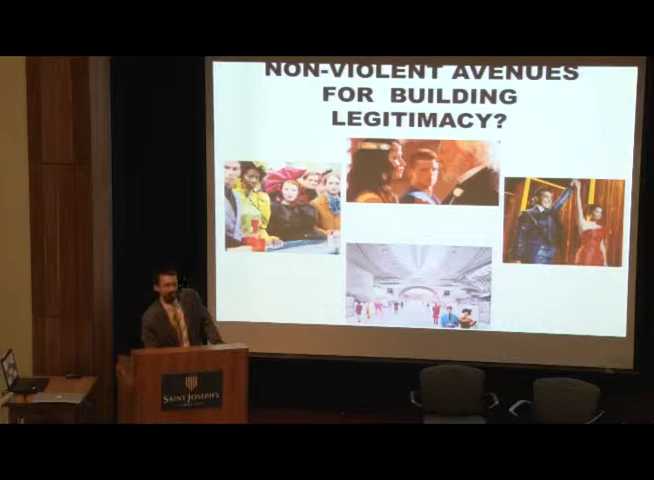 NON-VIOLENT AVENUES
FOR BUILDING
LEGITIMACY?
SAINT JOSEPH'S